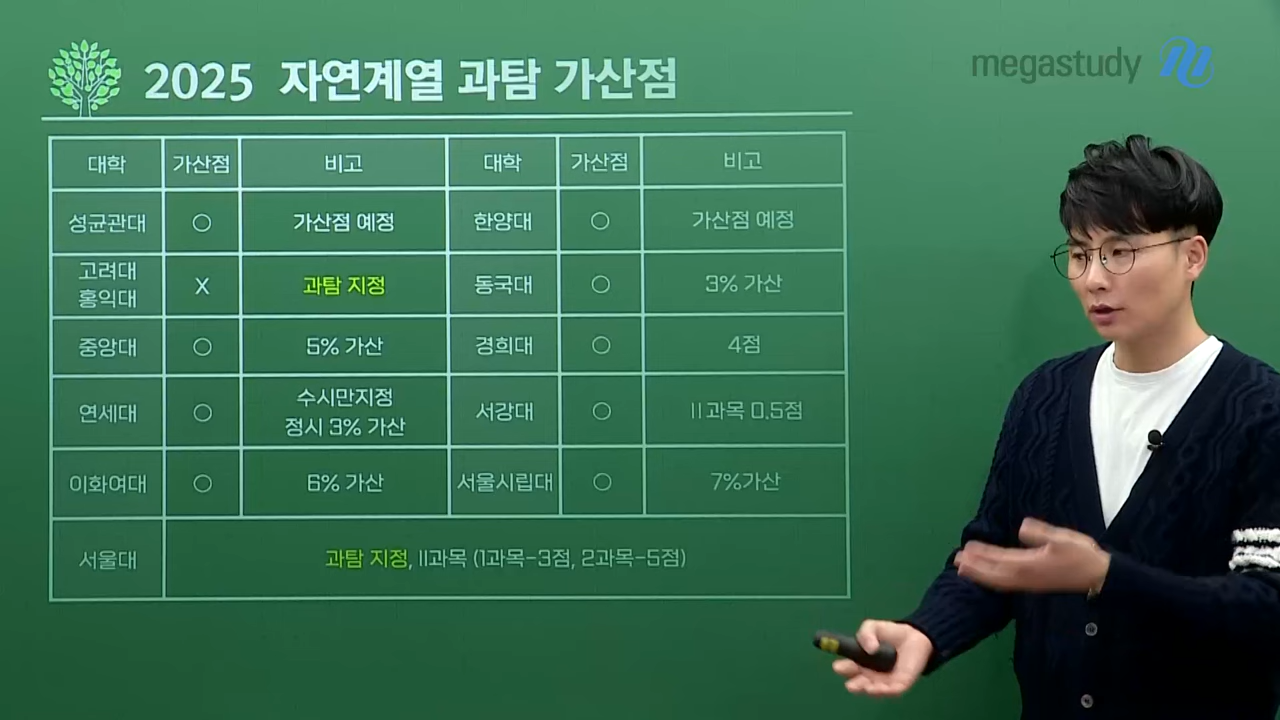 2025 자연계열 과탐 가산점
megastudy
대학 가산점 비고 대학 가산점 비고
성균관대 ○ 가산점 예정 한양대 ○ 가산점 예정
고려대
홍익대 X 과탐 지정 동국대 ○ 3% 가산
중앙대 ○ 5% 가산 경희대 ○ 4점
연세대 ○ 수시만지정
정시 3% 가산 서강대 ○ II과목 0.5점
이화여대 ○ 6% 가산 서울시립대 ○ 7%가산
서울대 과탐 지정, II과목 (1과목-3점, 2과목-5점)